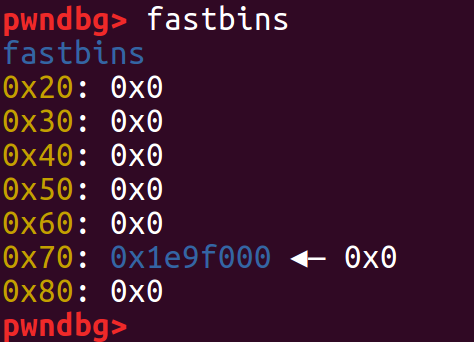 pwndbg> fastbins
fastbins
0x20: 0x0
0x30: 0x0
0x40: 0x0
0x50: 0x0
0x60: 0x0
0x70: 0x1e9f000 ◂— 0x0
0x80: 0x0
pwndbg>